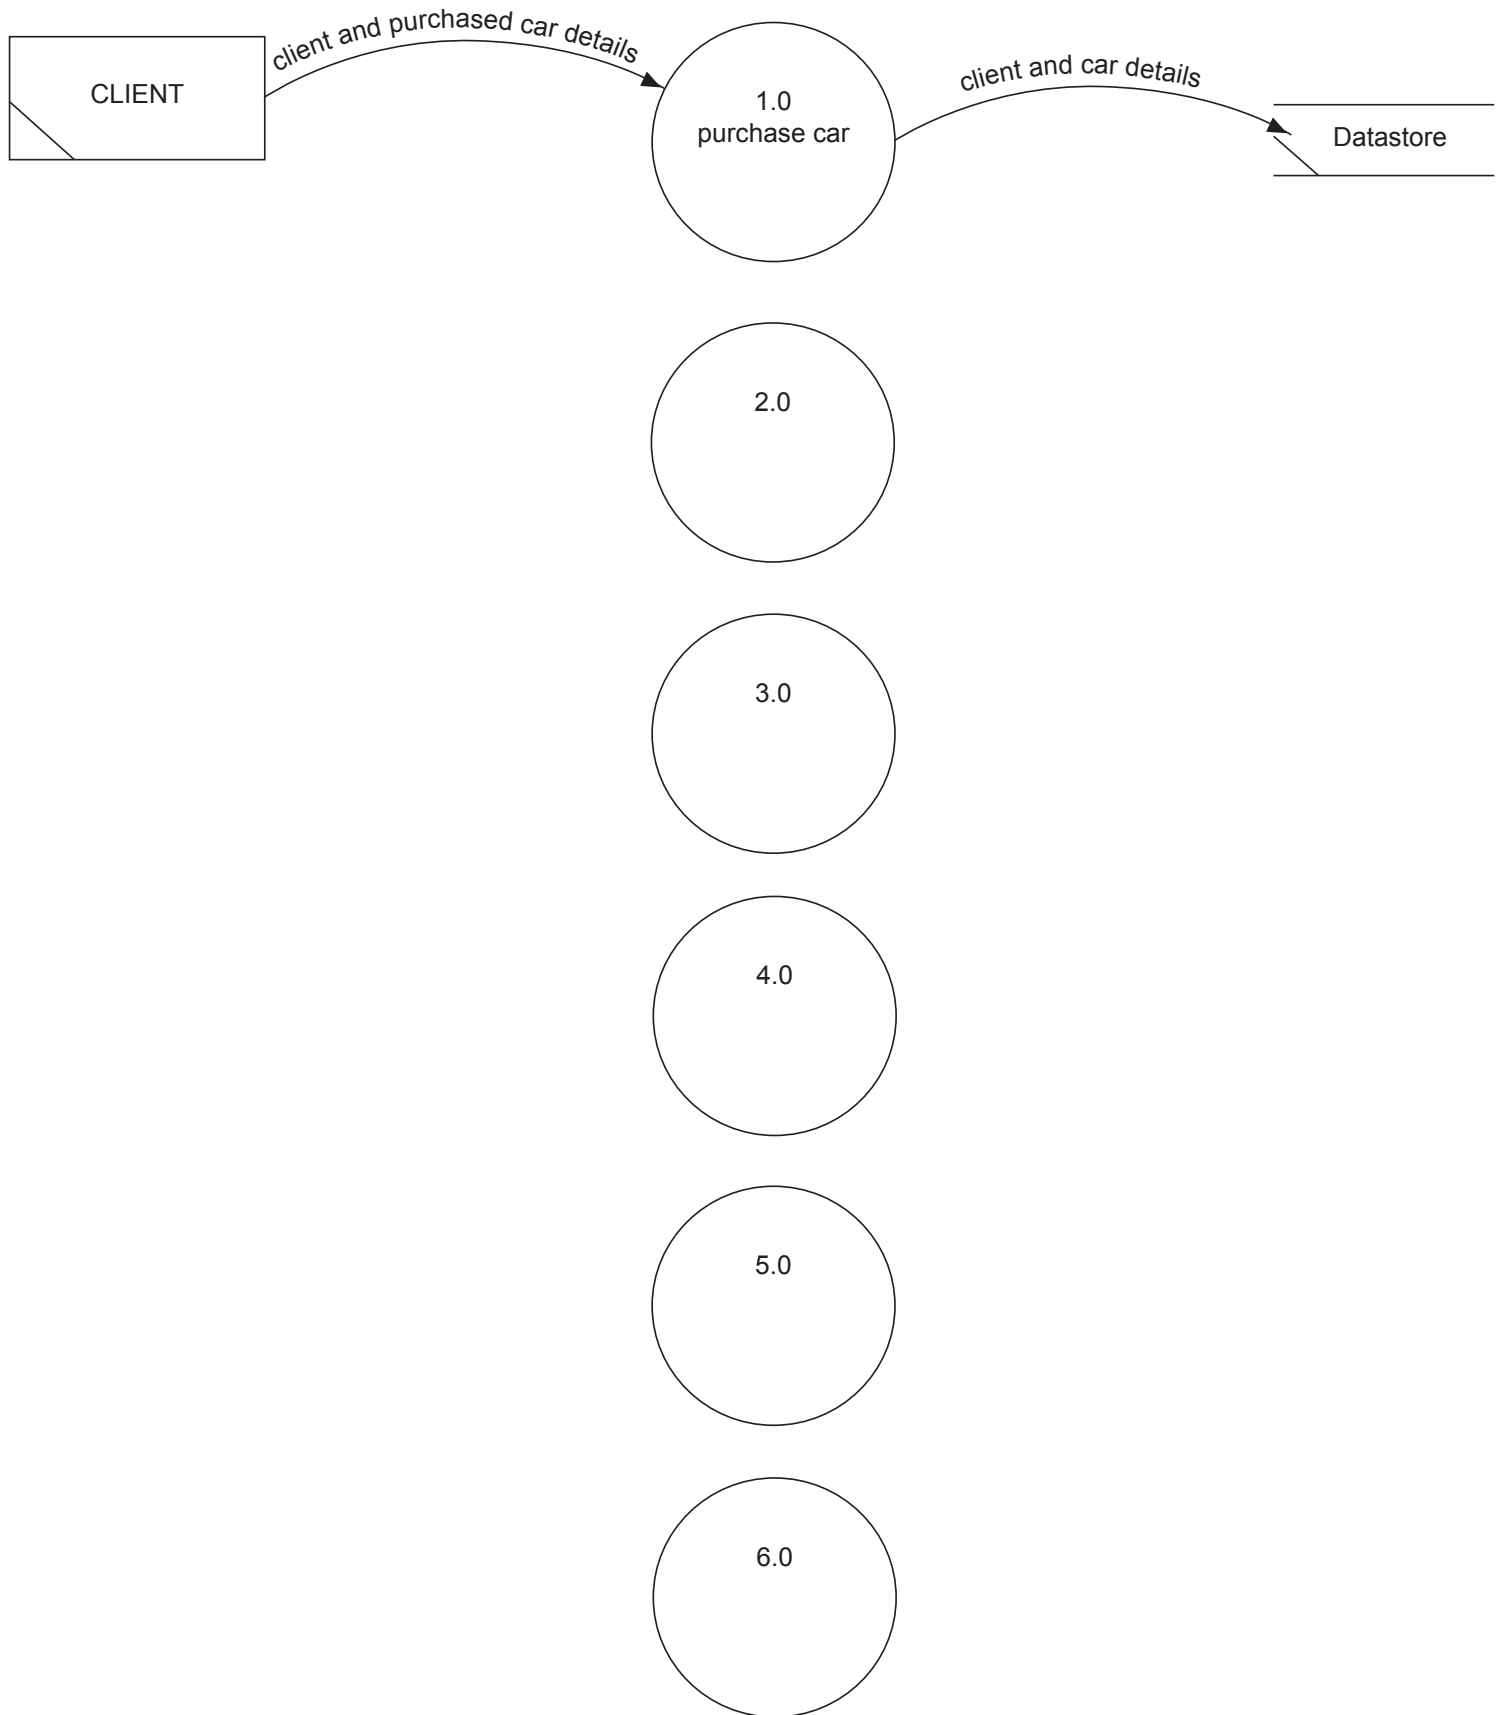 CLIENT
client and purchased car details
1.0
purchase car
client and car details
Datastore
2.0
3.0
4.0
5.0
6.0